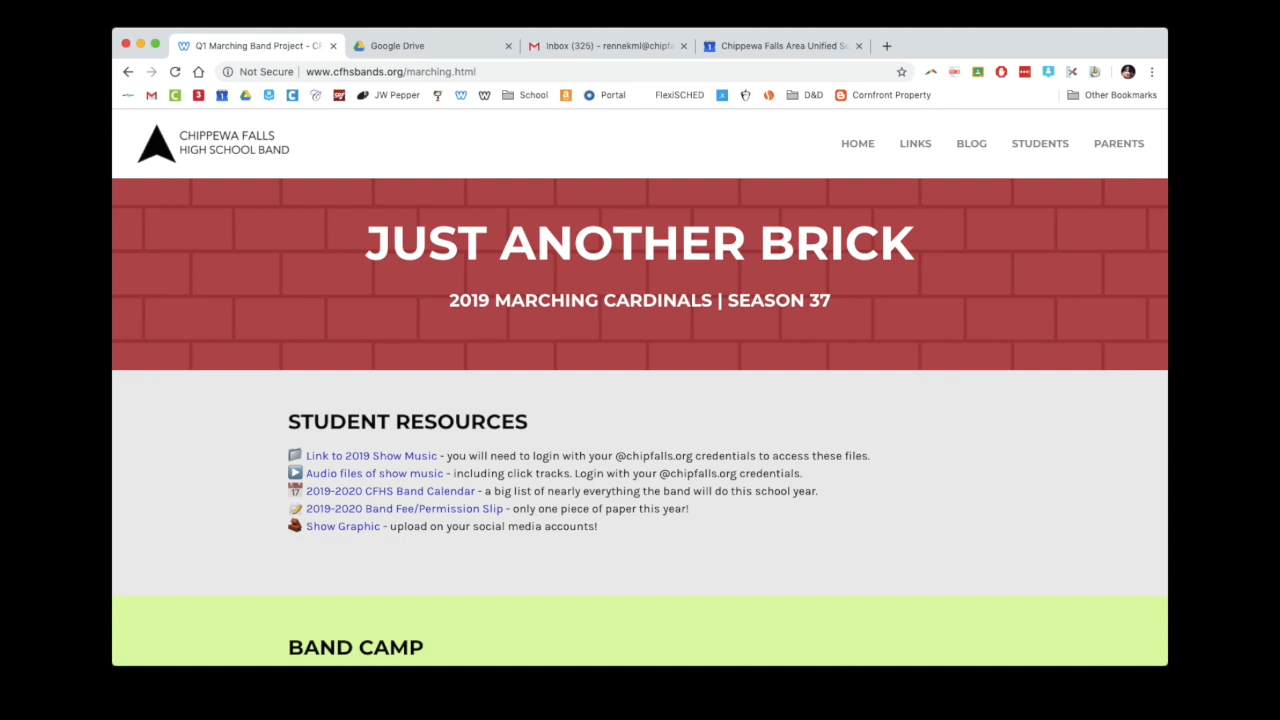 Q1 Marching Band Project - CF
Google Drive
Inbox (325) - rennekml@chipfa
Chippewa Falls Area Unified Sc
Not Secure
www.cfhsbands.org/marching.html
JW Pepper
School
Portal
FlexiSCHED
D&D
Cornfront Property
Other Bookmarks
CHIPPEWA FALLS
HIGH SCHOOL BAND
HOME LINKS BLOG STUDENTS PARENTS
JUST ANOTHER BRICK
2019 MARCHING CARDINALS | SEASON 37
STUDENT RESOURCES
Link to 2019 Show Music - you will need to login with your @chipfalls.org credentials to access these files.
Audio files of show music - including click tracks. Login with your @chipfalls.org credentials.
2019-2020 CFHS Band Calendar - a big list of nearly everything the band will do this school year.
2019-2020 Band Fee/Permission Slip - only one piece of paper this year!
Show Graphic - upload on your social media accounts!
BAND CAMP